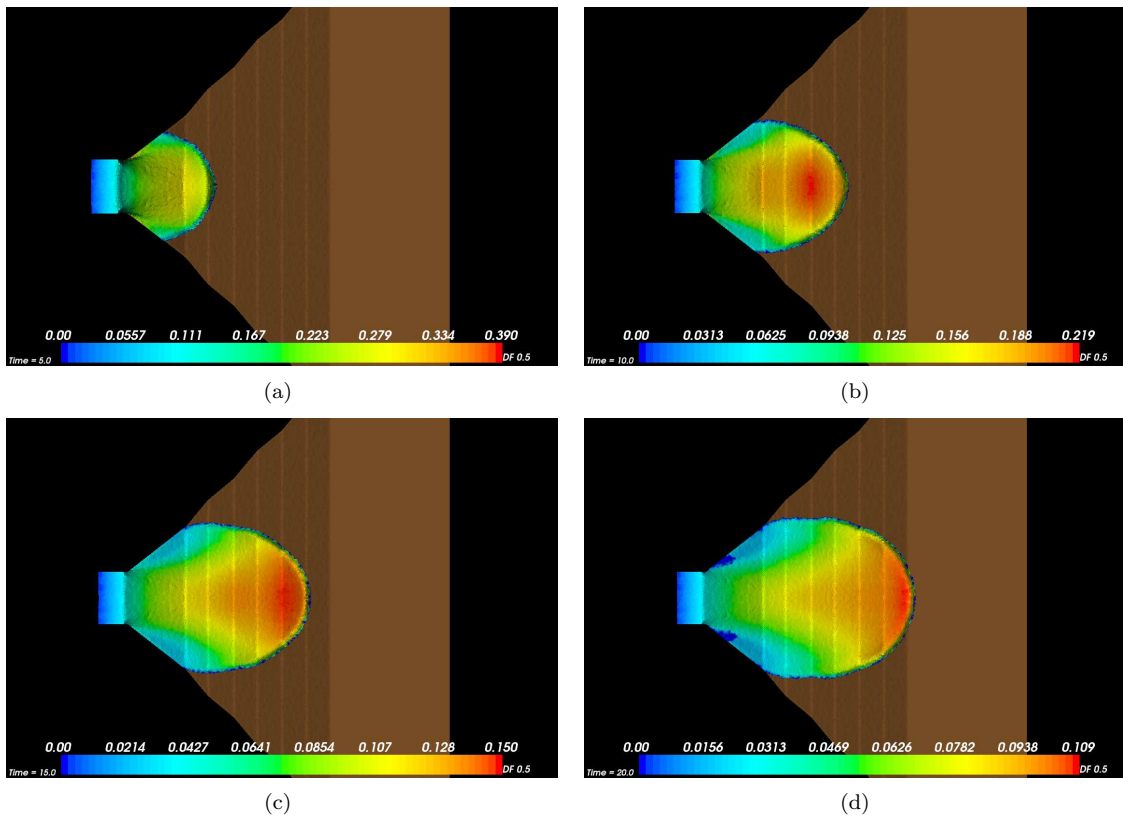 0.00 0.0557 0.111 0.167 0.223 0.279 0.334 0.390
Time = 5.0 DF 0.5
(a)
0.00 0.0313 0.0625 0.0938 0.125 0.156 0.188 0.219
Time = 10.0 DF 0.5
(b)
0.00 0.0214 0.0427 0.0641 0.0854 0.107 0.128 0.150
Time = 15.0 DF 0.5
(c)
0.00 0.0156 0.0313 0.0469 0.0626 0.0782 0.0938 0.109
Time = 20.0 DF 0.5
(d)